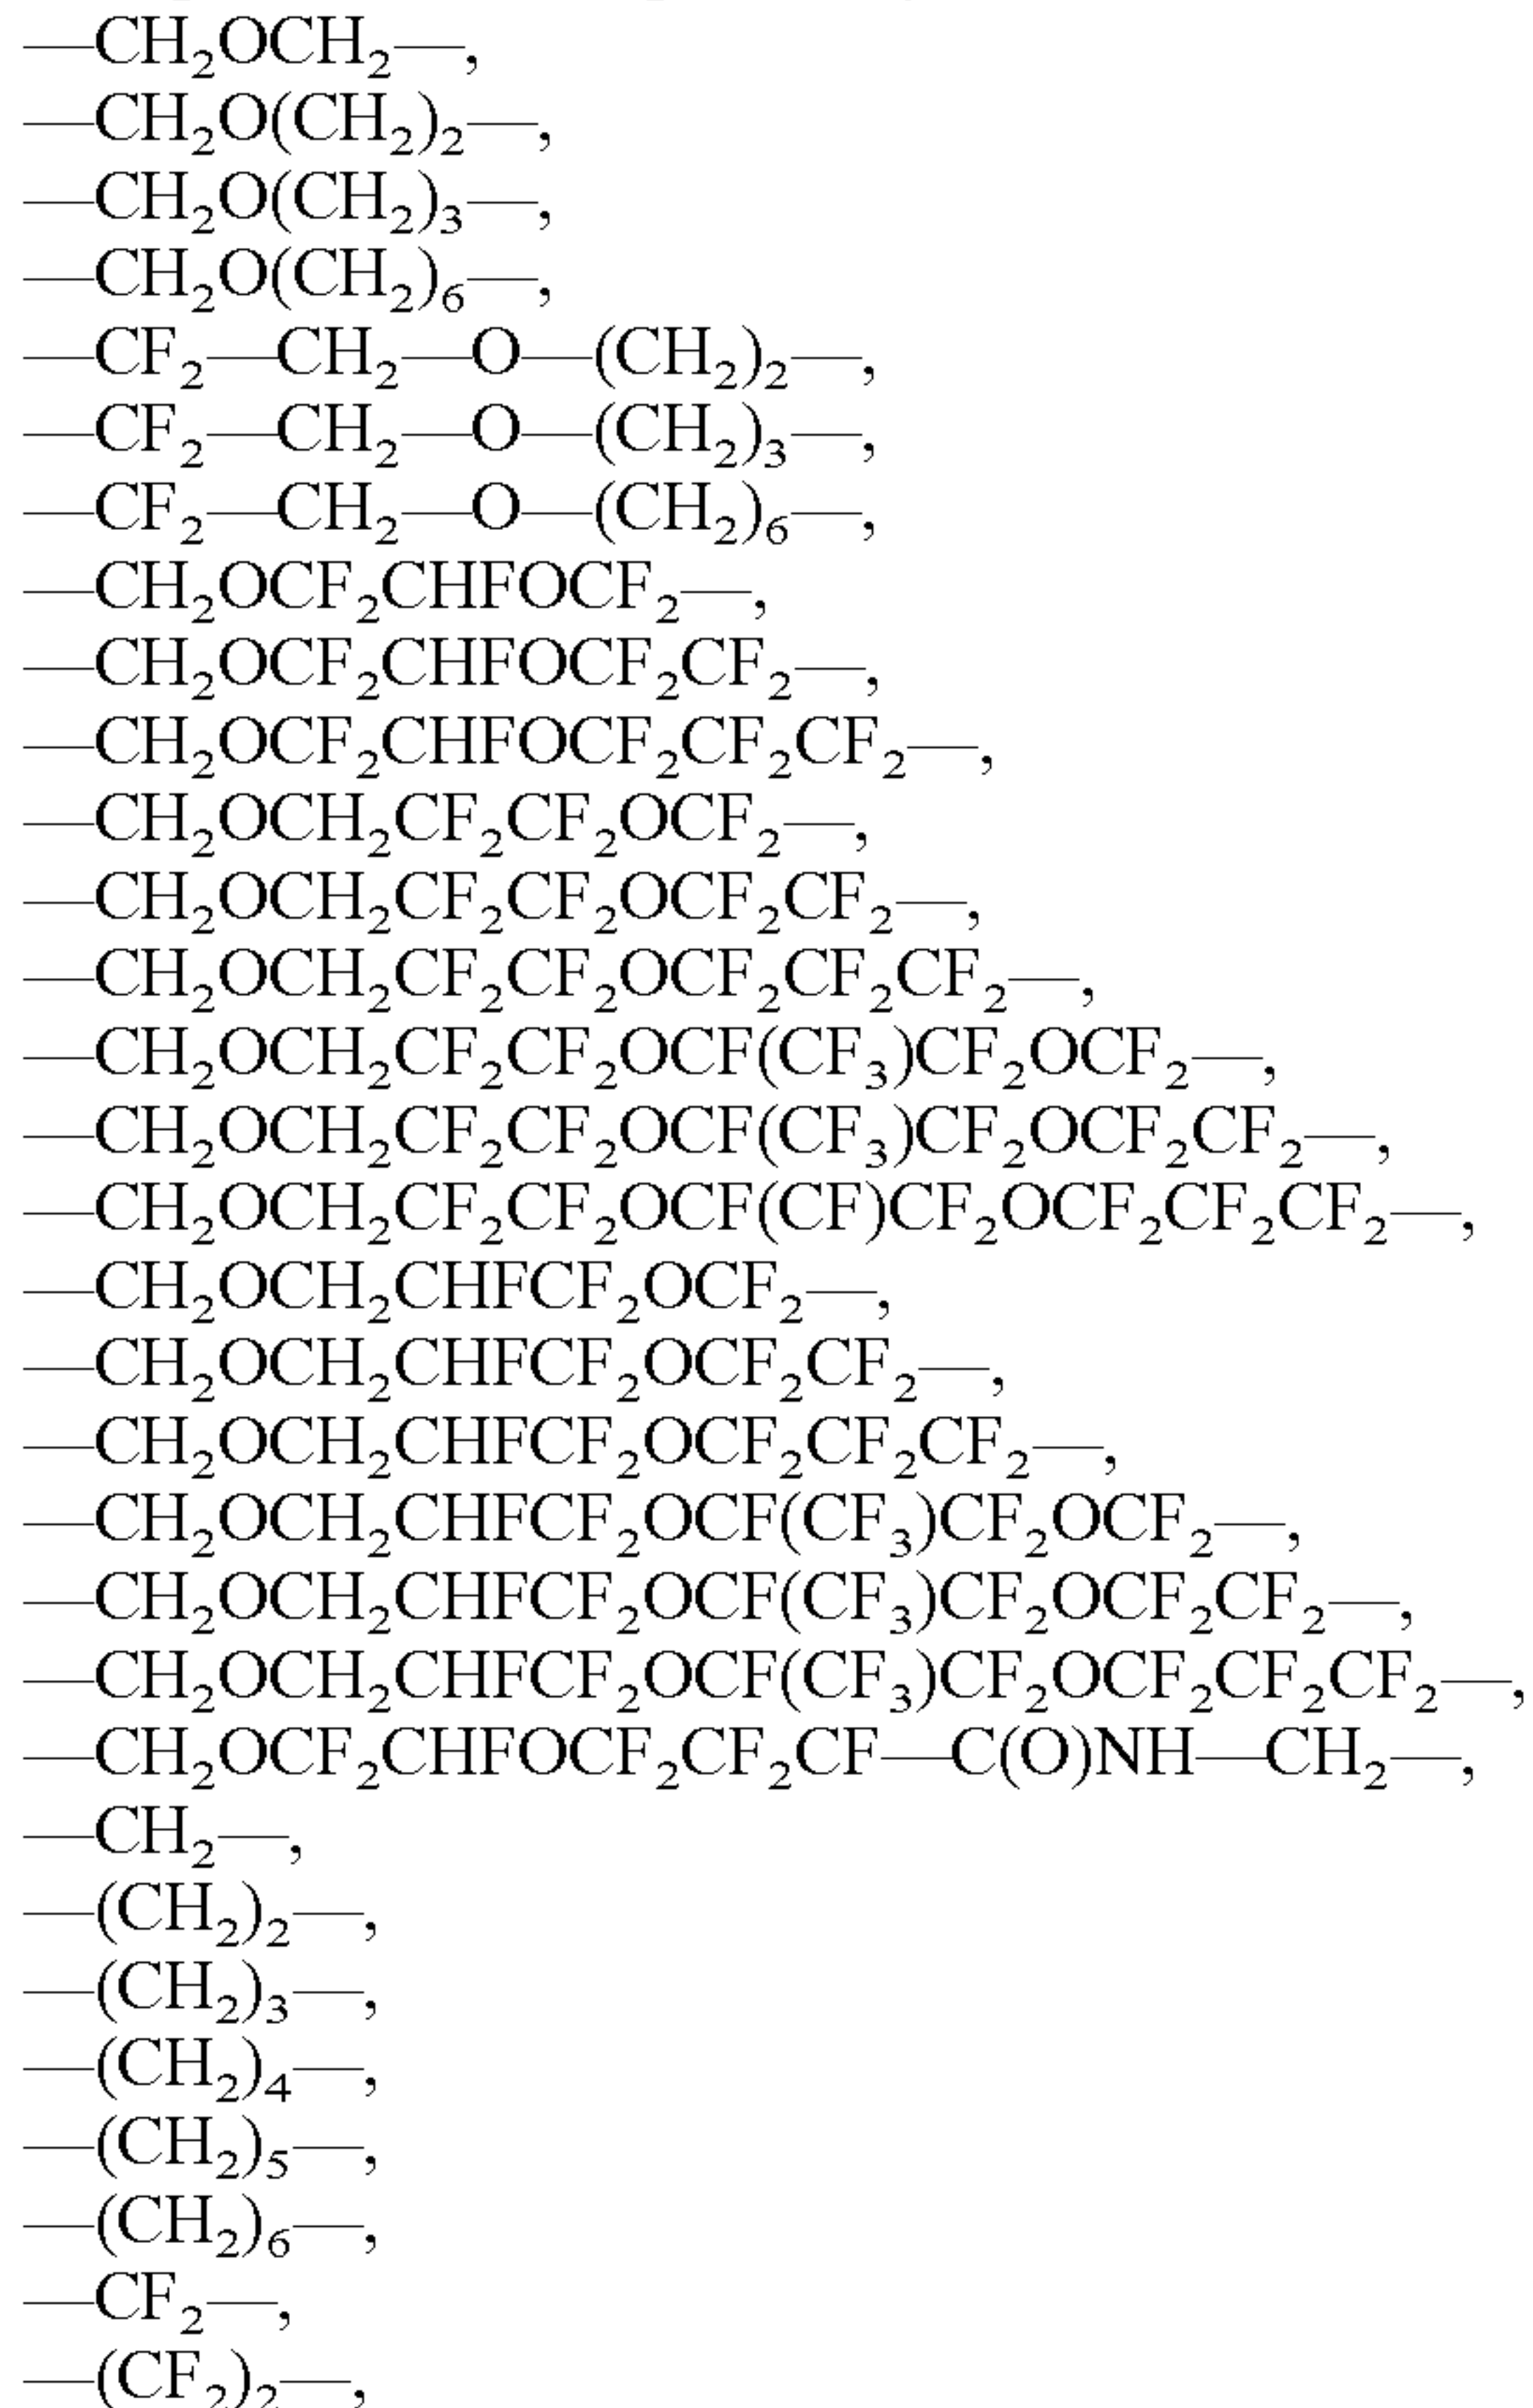 —CH₂OCH₂—,
—CH₂O(CH₂)₂—,
—CH₂O(CH₂)₃—,
—CH₂O(CH₂)₆—,
—CF₂—CH₂—O—(CH₂)₂—,
—CF₂—CH₂—O—(CH₂)₃—,
—CF₂—CH₂—O—(CH₂)₆—,
—CH₂OCF₂CHFOCF₂—,
—CH₂OCF₂CHFOCF₂CF₂—,
—CH₂OCF₂CHFOCF₂CF₂CF₂—,
—CH₂OCH₂CF₂CF₂OCF₂—,
—CH₂OCH₂CF₂CF₂OCF₂CF₂—,
—CH₂OCH₂CF₂CF₂OCF₂CF₂CF₂—,
—CH₂OCH₂CF₂CF₂OCF(CF₃)CF₂OCF₂—,
—CH₂OCH₂CF₂CF₂OCF(CF₃)CF₂OCF₂CF₂—,
—CH₂OCH₂CF₂CF₂OCF(CF)CF₂OCF₂CF₂CF₂—,
—CH₂OCH₂CHFCF₂OCF₂—,
—CH₂OCH₂CHFCF₂OCF₂CF₂—,
—CH₂OCH₂CHFCF₂OCF₂CF₂CF₂—,
—CH₂OCH₂CHFCF₂OCF(CF₃)CF₂OCF₂—,
—CH₂OCH₂CHFCF₂OCF(CF₃)CF₂OCF₂CF₂—,
—CH₂OCH₂CHFCF₂OCF(CF₃)CF₂OCF₂CF₂CF₂—,
—CH₂OCF₂CHFOCF₂CF₂CF—C(O)NH—CH₂—,
—CH₂—,
—(CH₂)₂—,
—(CH₂)₃—,
—(CH₂)₄—,
—(CH₂)₅—,
—(CH₂)₆—,
—CF₂—,
—(CF₂)₂—,